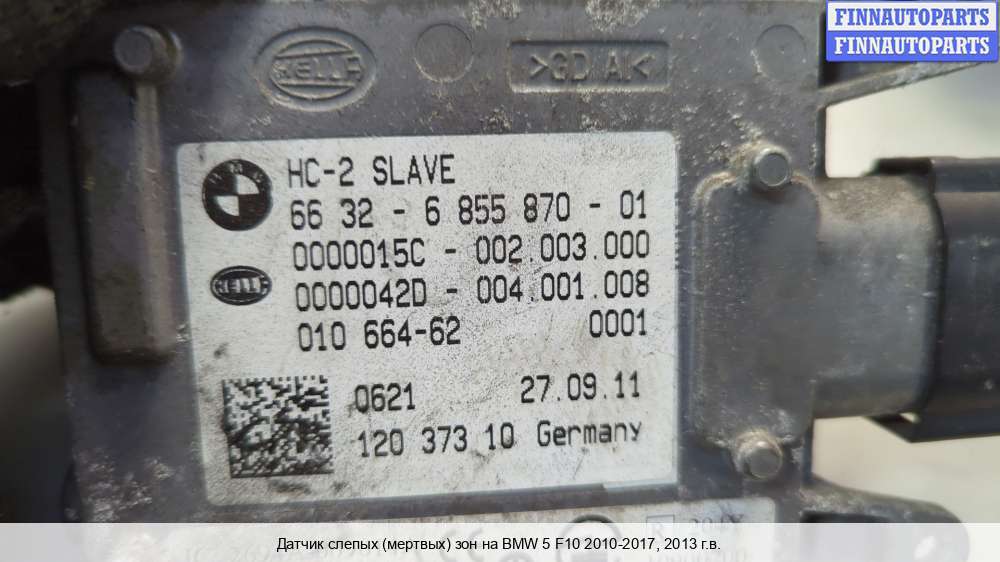 FINNAUTOPARTS
FINNAUTOPARTS
HELLA
>GD Al<
BMW
HC-2 SLAVE
66 32 - 6 855 870 - 01
0000015C - 002.003.000
HELLA
0000042D - 004.001.008
010 664-62 0001
0621 27.09.11
120 373 10 Germany
Датчик слепых (мертвых) зон на BMW 5 F10 2010-2017, 2013 г.в.